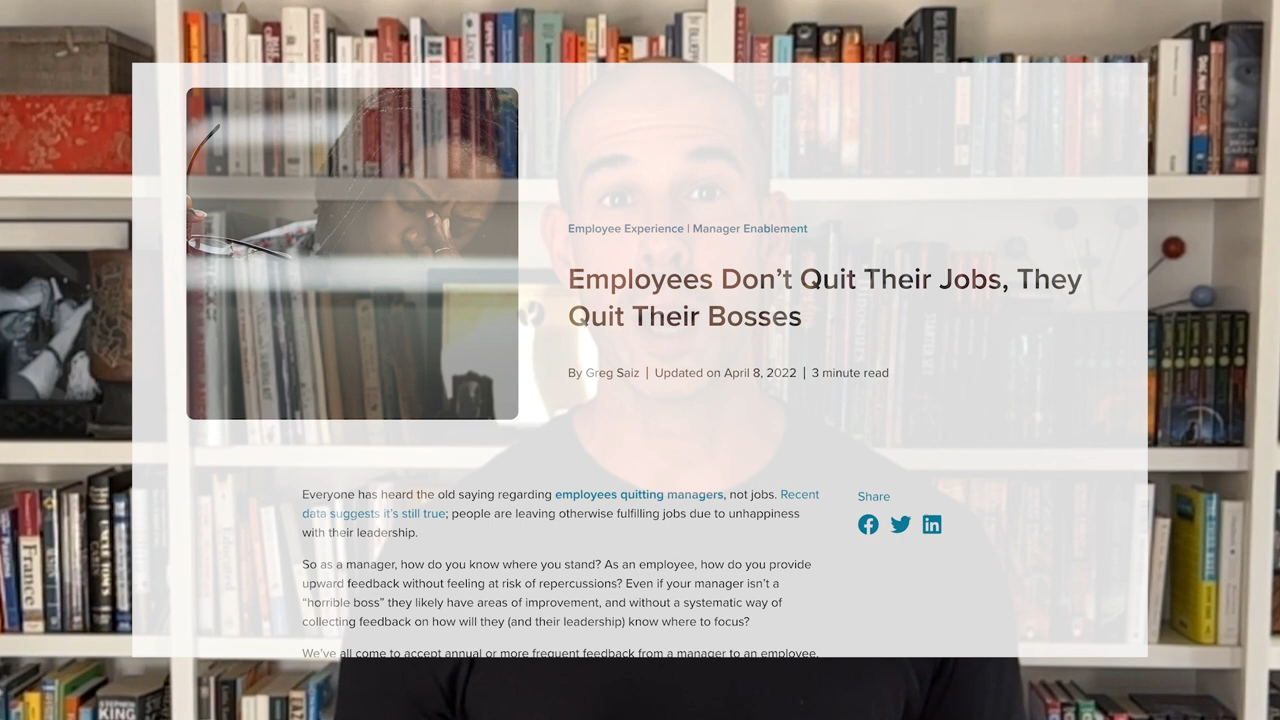 Employee Experience | Manager Enablement
Employees Don't Quit Their Jobs, They
Quit Their Bosses
By Greg Saiz | Updated on April 8, 2022 | 3 minute read
Everyone has heard the old saying regarding employees quitting managers, not jobs. Recent
data suggests it's still true; people are leaving otherwise fulfilling jobs due to unhappiness
with their leadership.
Share
So as a manager, how do you know where you stand? As an employee, how do you provide
upward feedback without feeling at risk of repercussions? Even if your manager isn't a
“horrible boss” they likely have areas of improvement, and without a systematic way of
collecting feedback on how will they (and their leadership) know where to focus?
We've all come to accept annual or more frequent feedback from a manager to an employee.
France
STEPHEN
KING